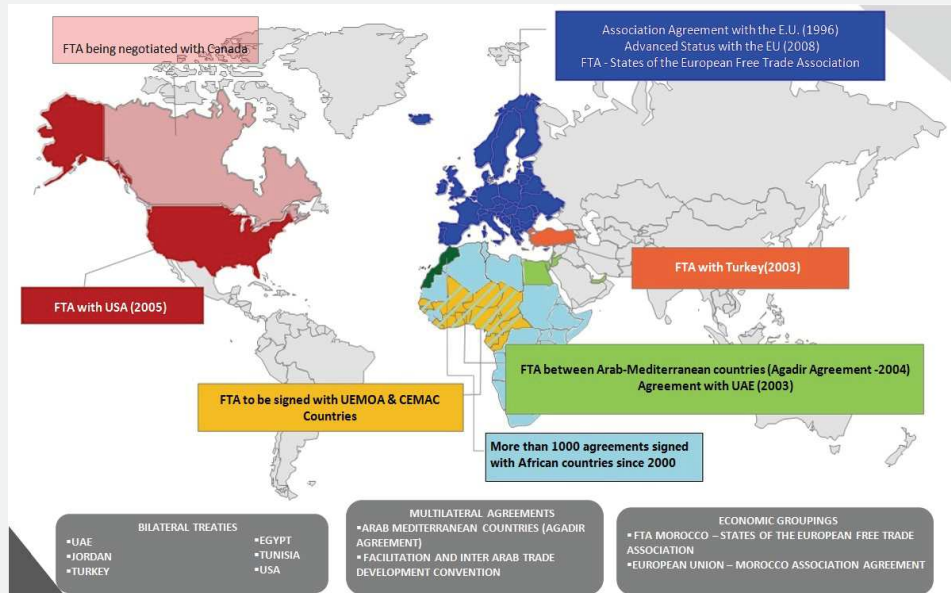 FTA being negotiated with Canada
Association Agreement with the E.U. (1996)
Advanced Status with the EU (2008)
FTA - States of the European Free Trade Association
FTA with USA (2005)
FTA with Turkey(2003)
FTA between Arab-Mediterranean countries (Agadir Agreement -2004)
Agreement with UAE (2003)
FTA to be signed with UEMOA & CEMAC
Countries
More than 1000 agreements signed
with African countries since 2000
BILATERAL TREATIES
▪UAE
▪JORDAN
▪TURKEY
▪EGYPT
▪TUNISIA
▪USA
MULTILATERAL AGREEMENTS
▪ARAB MEDITERRANEAN COUNTRIES (AGADIR
AGREEMENT)
▪FACILITATION AND INTER ARAB TRADE
DEVELOPMENT CONVENTION
ECONOMIC GROUPINGS
▪FTA MOROCCO – STATES OF THE EUROPEAN FREE TRADE
ASSOCIATION
▪EUROPEAN UNION – MOROCCO ASSOCIATION AGREEMENT